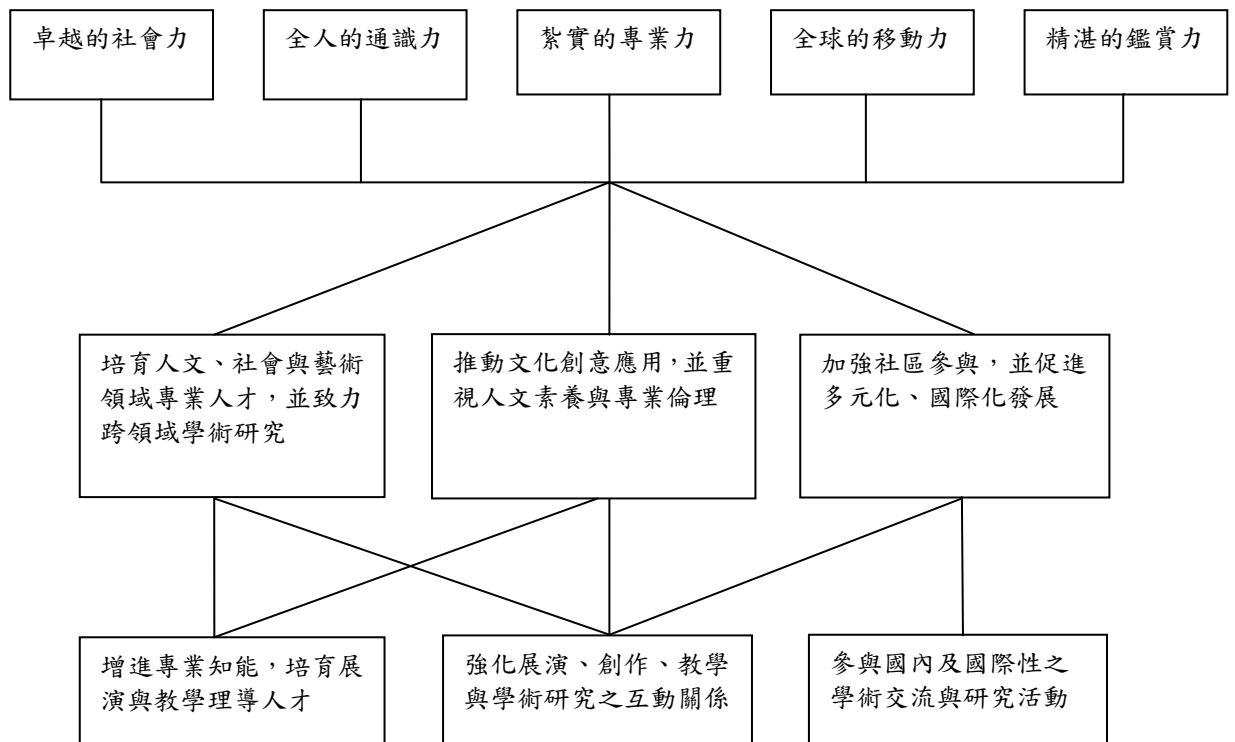 卓越的社會力
全人的通識力
紮實的專業力
全球的移動力
精湛的鑑賞力
培育人文、社會與藝術
領域專業人才，並致力
跨領域學術研究
推動文化創意應用，並重
視人文素養與專業倫理
加強社區參與，並促進
多元化、國際化發展
增進專業知能，培育展
演與教學理導人才
強化展演、創作、教學
與學術研究之互動關係
參與國內及國際性之
學術交流與研究活動